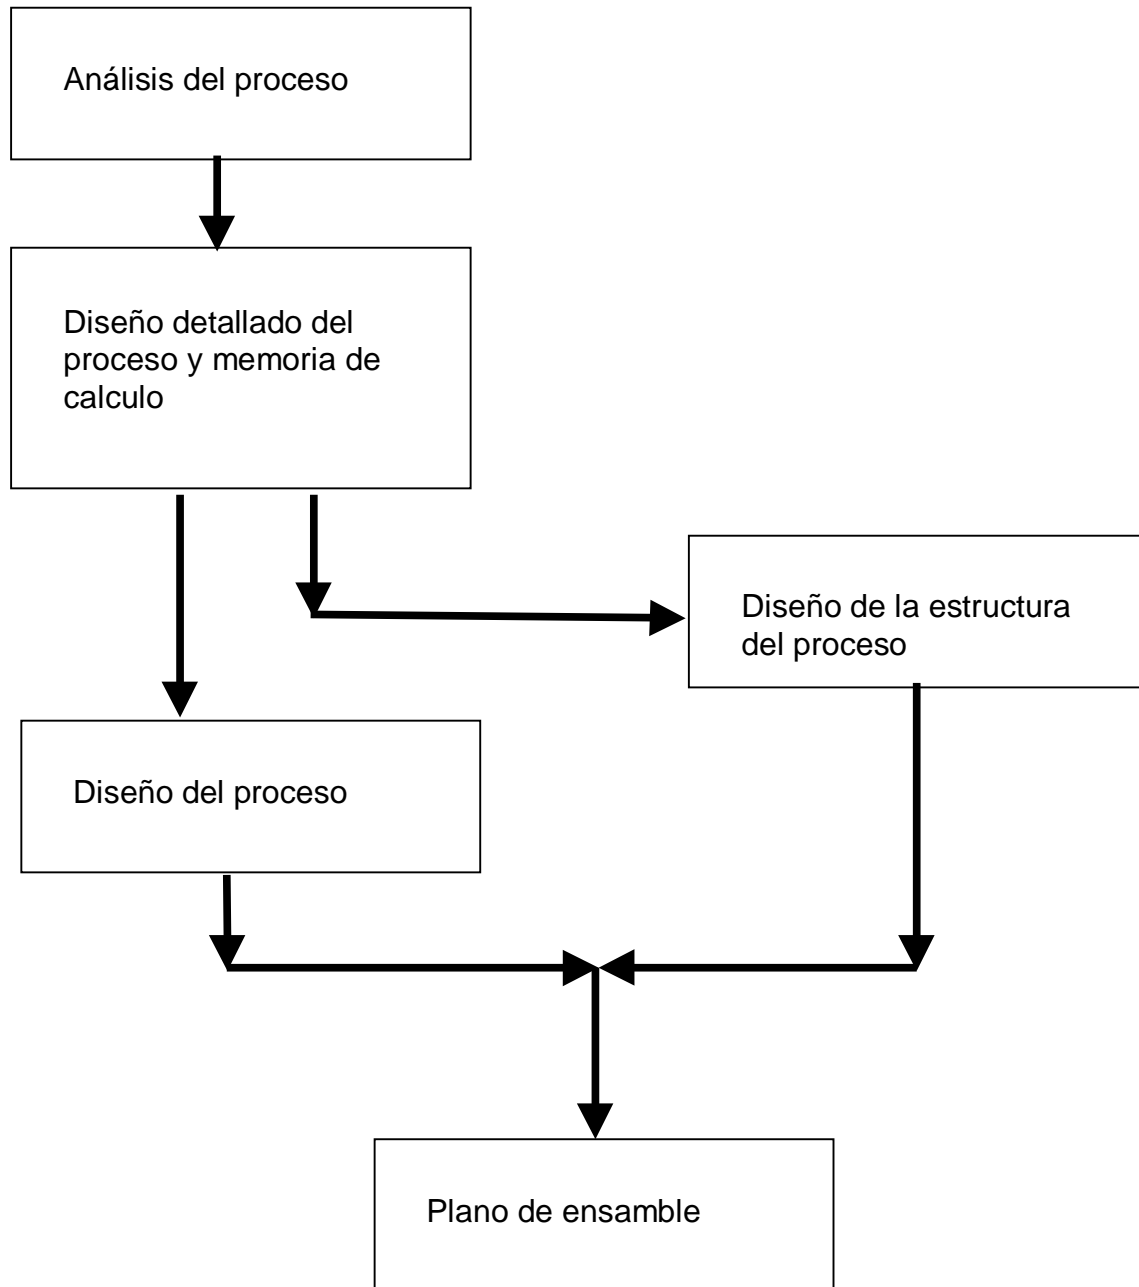 Análisis del proceso
Diseño detallado del
proceso y memoria de
calculo
Diseño de la estructura
del proceso
Diseño del proceso
Plano de ensamble